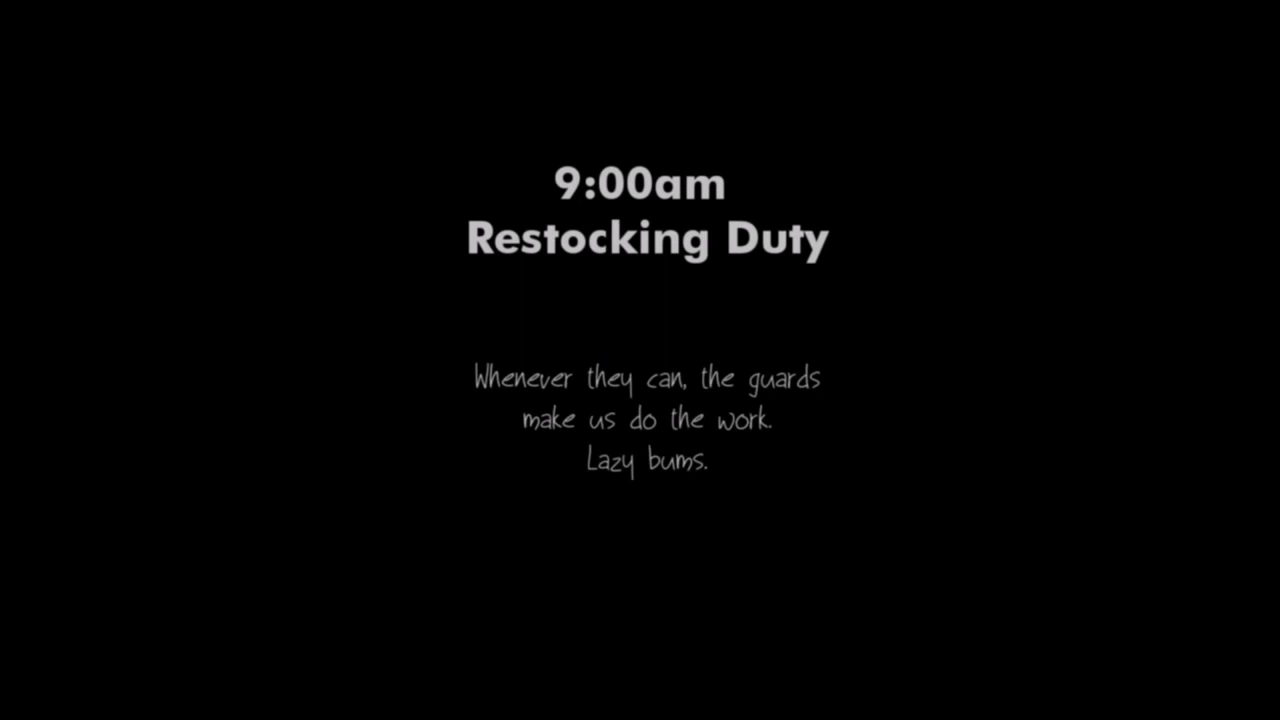 9:00am
Restocking Duty
Whenever they can, the guards
make us do the work.
Lazy bums.